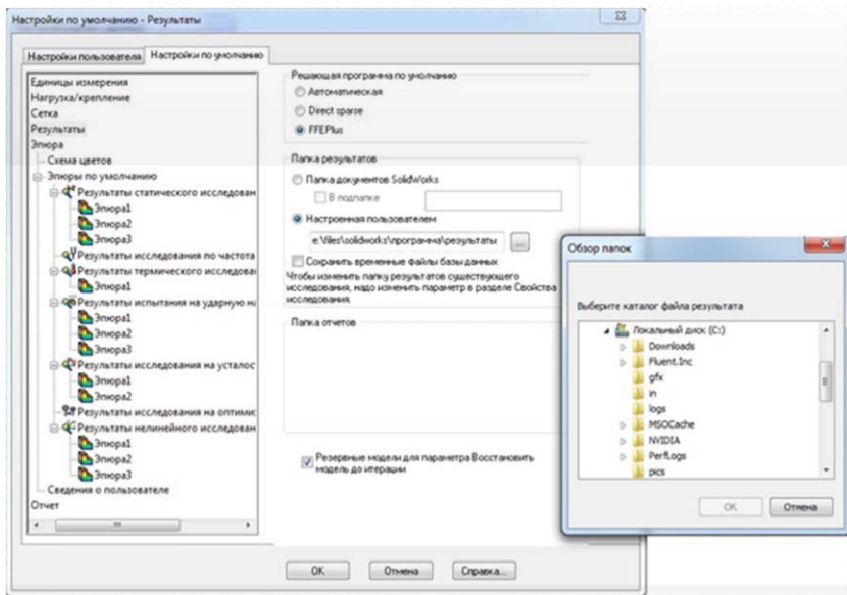 Настройки по умолчанию - Результаты
Настройки пользователя
Настройки по умолчанию
Единицы измерения
Нагрузка/крепление
Сетка
Результаты
Эпюра
Схема цветов
Эпюры по умолчанию
Результаты статического исследован
Эпюра1
Эпюра2
Эпюра3
Результаты исследования по частота
Результаты термического исследова
Эпюра1
Результаты испытания на ударную на
Эпюра1
Эпюра2
Эпюра3
Результаты исследования на усталос
Эпюра1
Эпюра2
Результаты исследования на оптими
Результаты нелинейного исследован
Эпюра1
Эпюра2
Эпюра3
Сведения о пользователе
Отчет
Решающая программа по умолчанию
Автоматическая
Direct sparse
FFEPlus
Папка результатов
Папка документов SolidWorks
В подпапке
Настроенная пользователем
e:\files\solidworks\программа\результаты
...
Сохранить временные файлы базы данных
Чтобы изменить папку результатов существующего
исследования, надо изменить параметр в разделе Свойства
исследования.
Папка отчетов
Резервные модели для параметра Восстановить
модель до итерации
OK
Отмена
Справка...
Обзор папок
Выберите каталог файла результата
Локальный диск (C:)
Downloads
Fluent.Inc
gfx
in
logs
MSOCache
NVIDIA
PerfLogs
pics
OK
Отмена